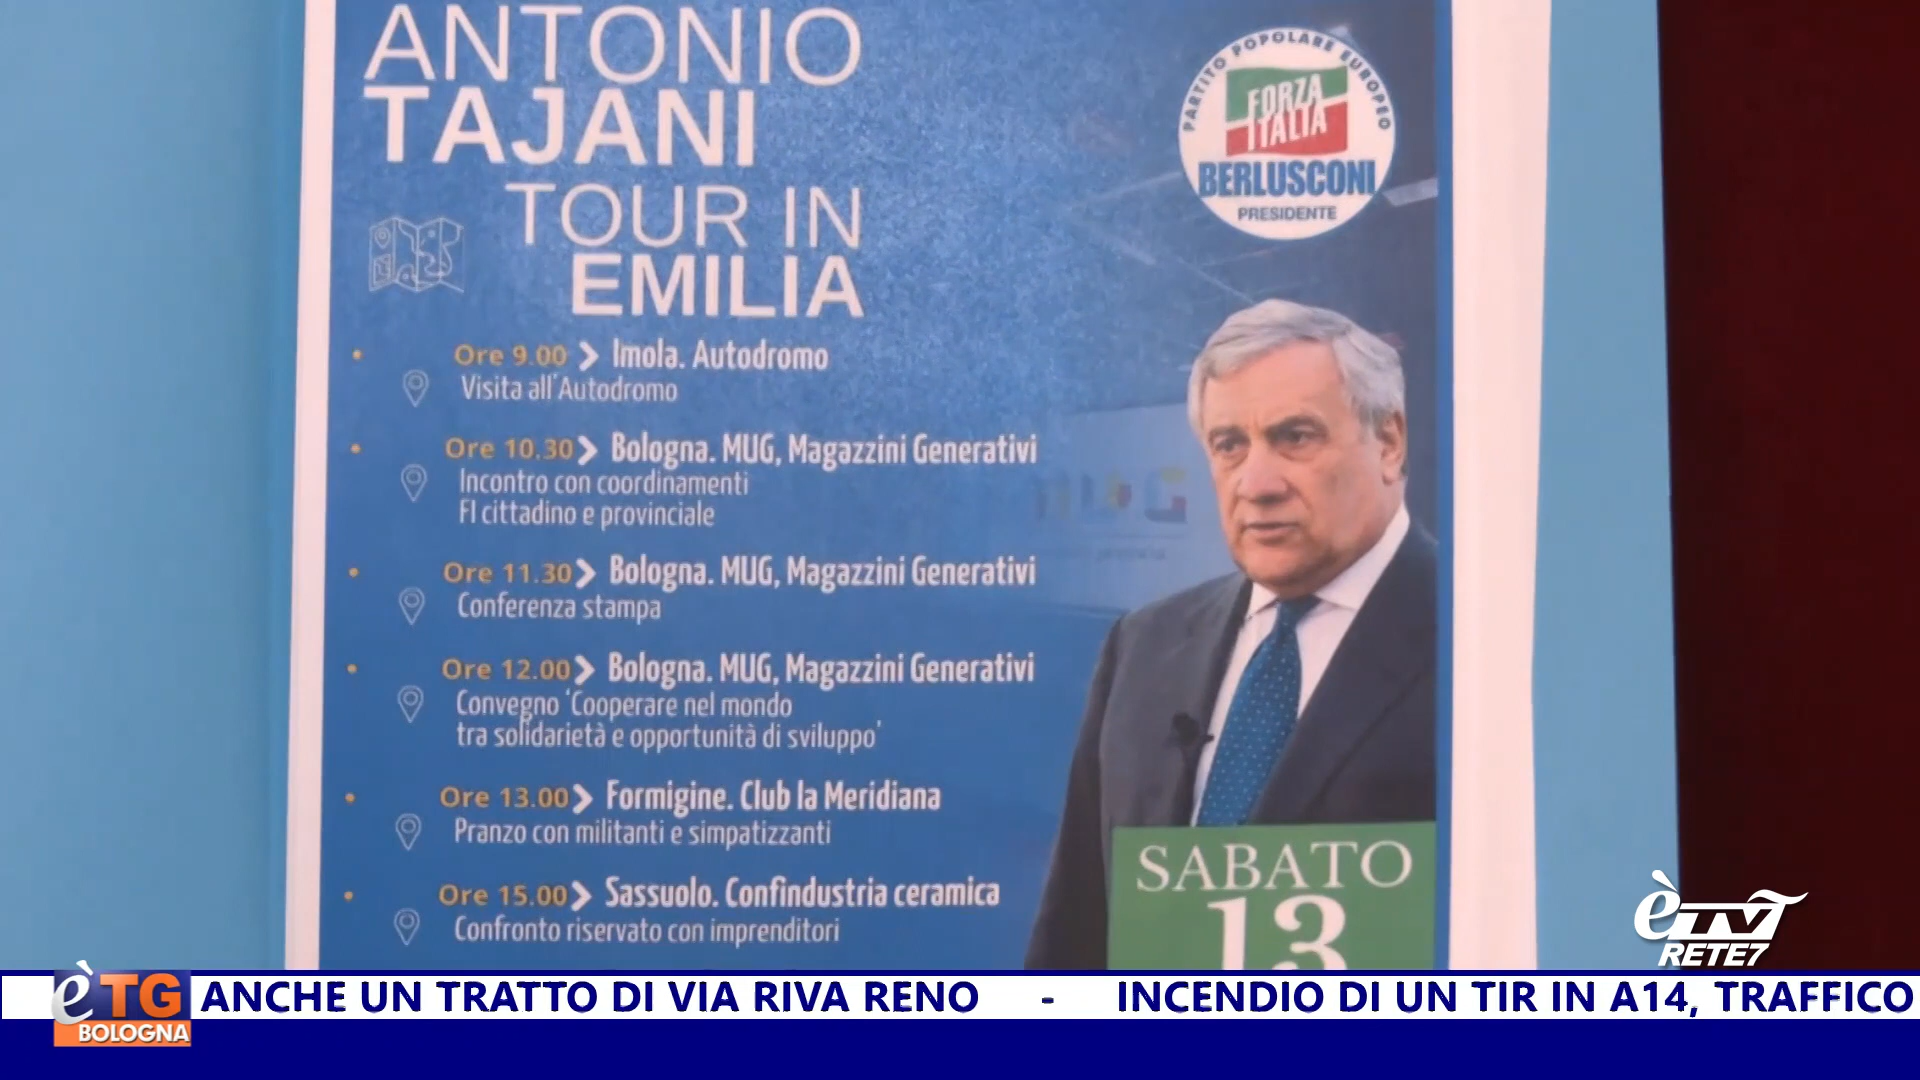 ANTONIO
TAJANI
TOUR IN
EMILIA
PARTITO POPOLARE EUROPEO
FORZA
ITALIA
BERLUSCONI
PRESIDENTE
Ore 9.00 Imola. Autodromo
Visita all'Autodromo
Ore 10.30 Bologna. MUG, Magazzini Generativi
Incontro con coordinamenti
FI cittadino e provinciale
Ore 11.30 Bologna. MUG, Magazzini Generativi
Conferenza stampa
Ore 12.00 Bologna. MUG, Magazzini Generativi
Convegno 'Cooperare nel mondo
tra solidarietà e opportunità di sviluppo'
Ore 13.00 Formigine. Club la Meridiana
Pranzo con militanti e simpatizzanti
Ore 15.00 Sassuolo. Confindustria ceramica
Confronto riservato con imprenditori
SABATO
13
èTV
RETE7
èTG
BOLOGNA
ANCHE UN TRATTO DI VIA RIVA RENO - INCENDIO DI UN TIR IN A14, TRAFFICO